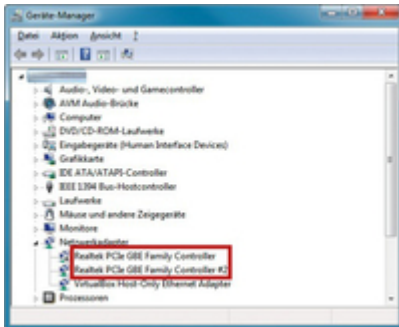 Geräte-Manager
Datei Aktion Ansicht ?
Audio-, Video- und Gamecontroller
AVM Audio-Brücke
Computer
DVD/CD-ROM-Laufwerke
Eingabegeräte (Human Interface Devices)
Grafikkarte
IDE ATA/ATAPI-Controller
IEEE 1394 Bus-Hostcontroller
Laufwerke
Mäuse und andere Zeigegeräte
Monitore
Netzwerkadapter
Realtek PCIe GBE Family Controller
Realtek PCIe GBE Family Controller #2
VirtualBox Host-Only Ethernet Adapter
Prozessoren